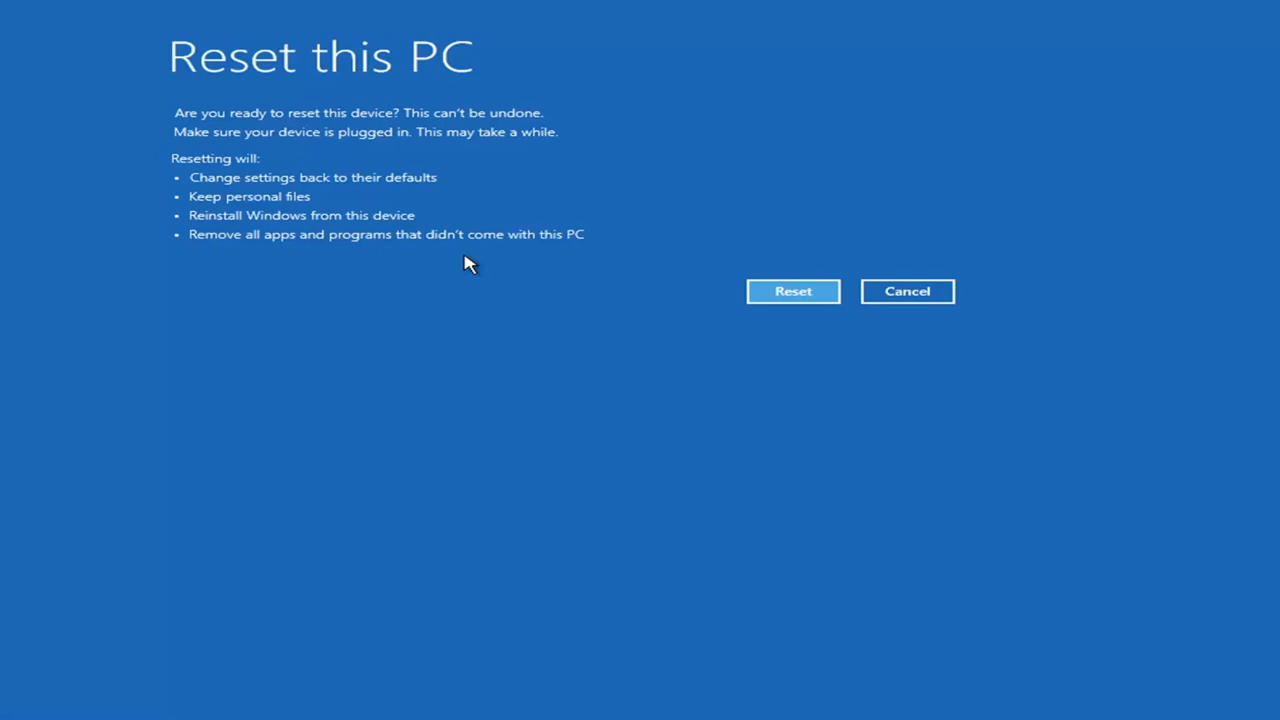 Reset this PC
Are you ready to reset this device? This can't be undone.
Make sure your device is plugged in. This may take a while.
Resetting will:
• Change settings back to their defaults
• Keep personal files
• Reinstall Windows from this device
• Remove all apps and programs that didn't come with this PC
Reset Cancel